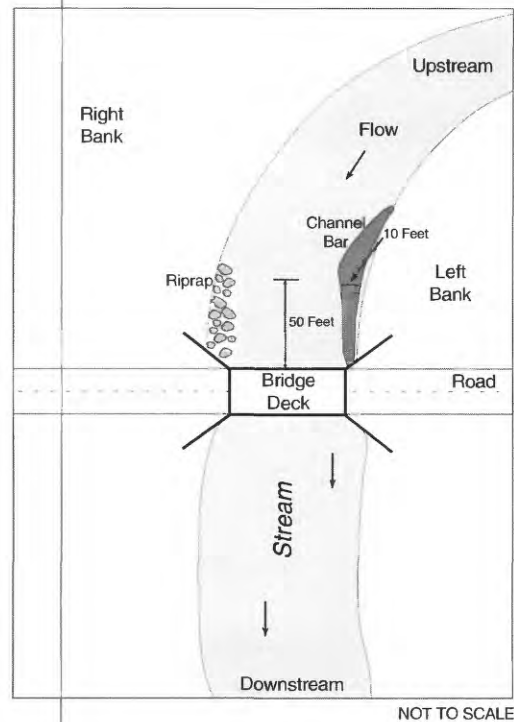 Upstream
Right
Bank
Flow
Channel
Bar
10 Feet
Left
Bank
Riprap
50 Feet
Bridge
Deck
Road
Stream
Downstream
NOT TO SCALE